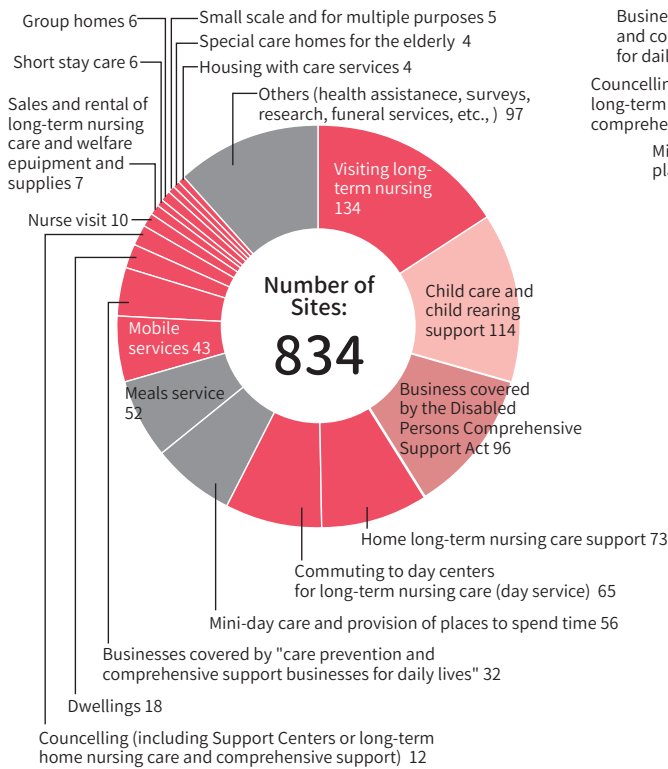 Group homes 6
Short stay care 6
Sales and rental of
long-term nursing
care and welfare
epuipment and
supplies 7
Nurse visit 10
Small scale and for multiple purposes 5
Special care homes for the elderly 4
Housing with care services 4
Others (health assistanece, surveys,
research, funeral services, etc., ) 97
Visiting long-
term nursing
134
Child care and
child rearing
support 114
Business covered
by the Disabled
Persons Comprehensive
Support Act 96
Number of
Sites:
834
Mobile
services 43
Meals service
52
Home long-term nursing care support 73
Commuting to day centers
for long-term nursing care (day service) 65
Mini-day care and provision of places to spend time 56
Businesses covered by "care prevention and
comprehensive support businesses for daily lives" 32
Dwellings 18
Councelling (including Support Centers or long-term
home nursing care and comprehensive support) 12
and
for
long-term